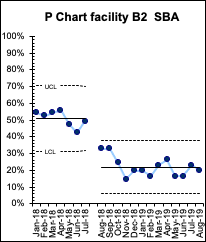 P Chart facility B2 SBA
100%
90%
80%
70%
60%
50%
40%
30%
20%
10%
0%
UCL
LCL
Jan-18
Feb-18
Mar-18
Apr-18
May-18
Jun-18
Jul-18
Aug-18
Sep-18
Oct-18
Nov-18
Dec-18
Jan-19
Feb-19
Mar-19
Apr-19
May-19
Jun-19
Jul-19
Aug-19